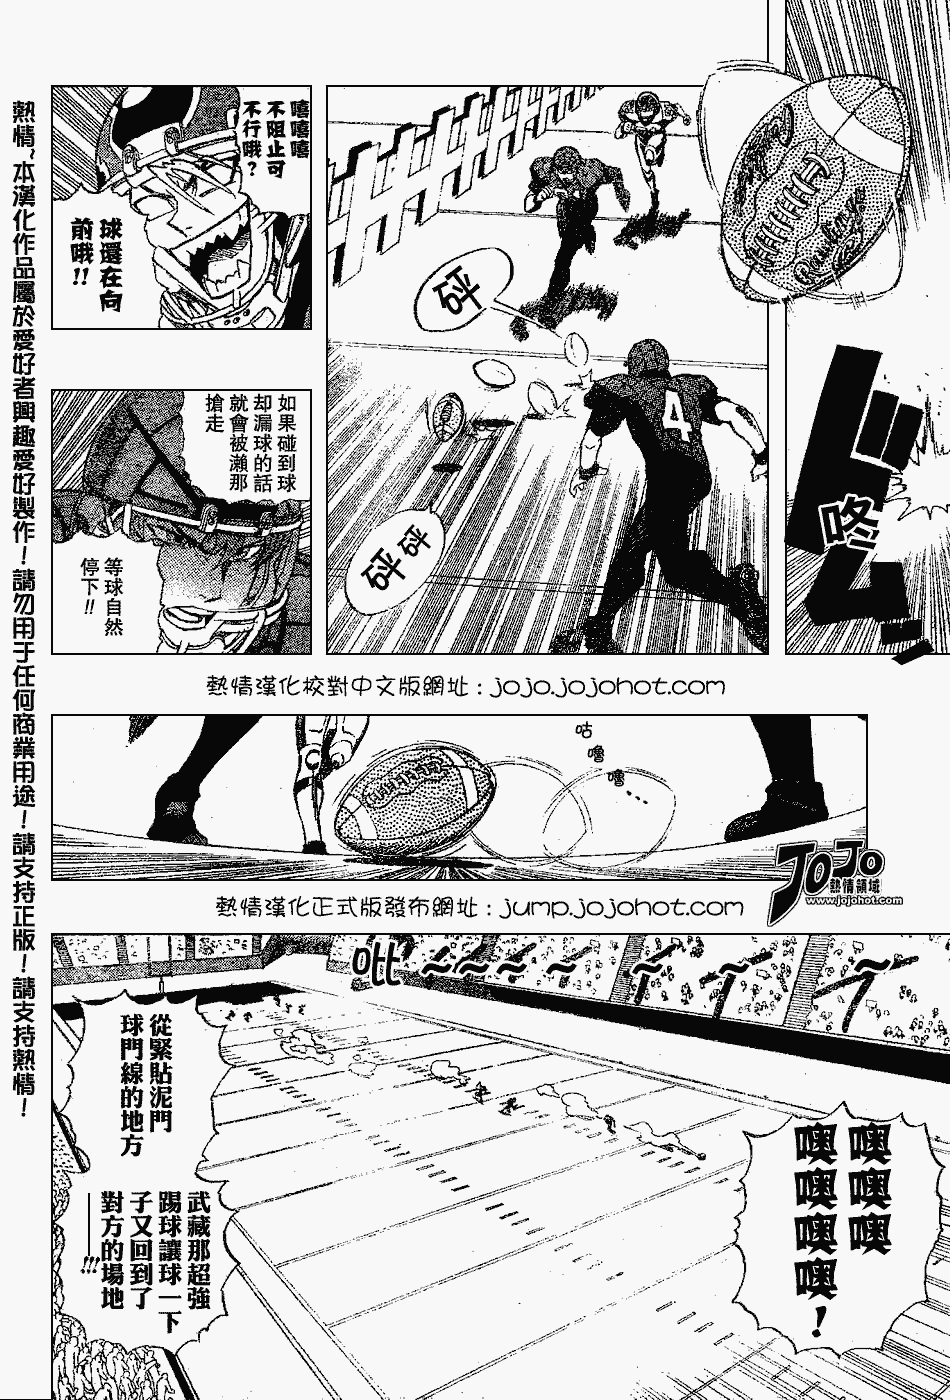 咚
砰
砰砰
嘻嘻嘻
不阻止可
不行哦?
球還在向
前哦!!
如果碰到球
却漏球的話
就會被瀨那
搶走
等球自然
停下!!
熱情漢化校對中文版網址：jojo.jojohot.com
咕嚕嚕…
JOJO
熱情領域
www.jojohot.com
熱情漢化正式版發布網址：jump.jojohot.com
吡~~~~~~~
噢噢噢
噢噢噢噢!
從緊貼泥門
球門線的地方
武藏那超強
踢球讓球一下
子又回到了
對方的場地
——!!!
熱情~本漢化作品屬於愛好者興趣愛好製作!請勿用于任何商業用途!請支持正版!請支持熱情!
4
ドム